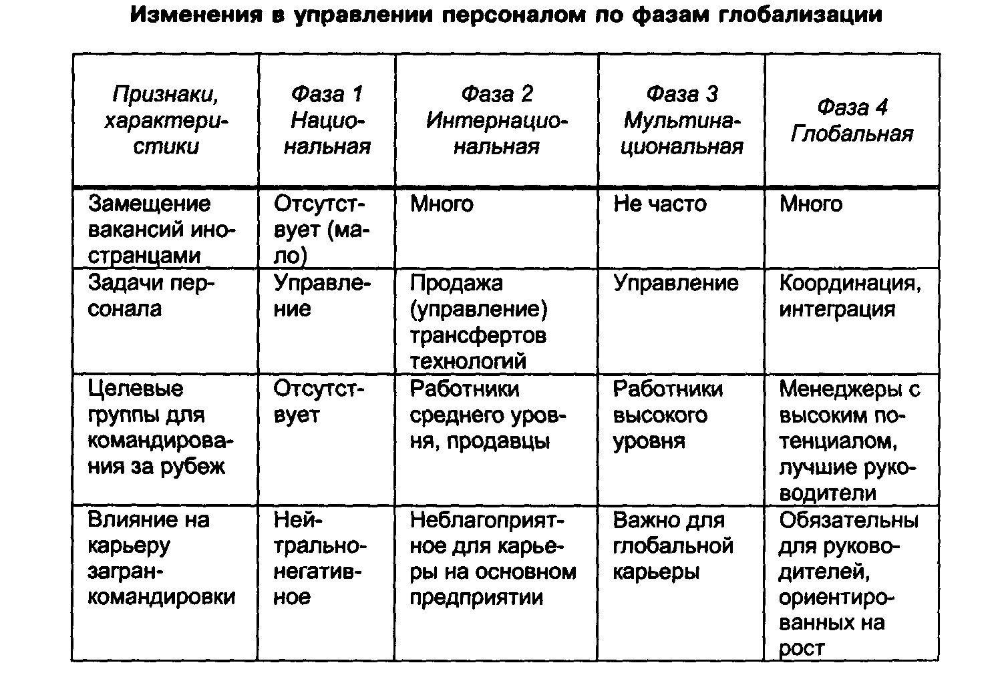 Изменения в управлении персоналом по фазам глобализации
Признаки,
характери-
стики
Фаза 1
Нацио-
нальная
Фаза 2
Интернацио-
нальная
Фаза 3
Мультина-
циональная
Фаза 4
Глобальная
Замещение
вакансий ино-
странцами
Отсутст-
вует (ма-
ло)
Много
Не часто
Много
Задачи пер-
сонала
Управле-
ние
Продажа
(управление)
трансфертов
технологий
Управление
Координация,
интеграция
Целевые
группы для
командирова-
ния за рубеж
Отсутст-
вует
Работники
среднего уров-
ня, продавцы
Работники
высокого
уровня
Менеджеры с
высоким по-
тенциалом,
лучшие руко-
водители
Влияние на
карьеру
загран-
командировки
Ней-
трально-
негатив-
ное
Неблагоприят-
ное для карье-
ры на основном
предприятии
Важно для
глобальной
карьеры
Обязательны
для руково-
дителей,
ориентиро-
ванных на
рост